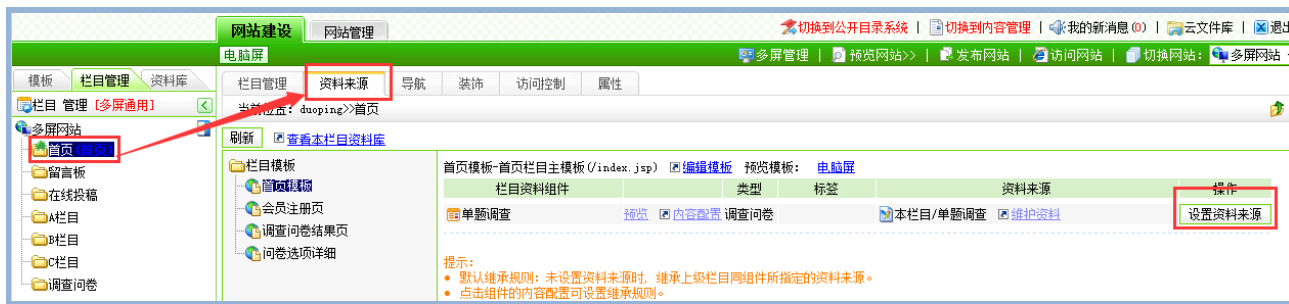 网站建设 网站管理 切换到公开目录系统 | 切换到内容管理 | 我的新消息(0) | 云文件库 | 退出
电脑屏 多屏管理 | 预览网站>> | 发布网站 | 访问网站 | 切换网站: 多屏网站
模板 栏目管理 资料库 栏目管理 资料来源 导航 装饰 访问控制 属性
栏目 管理 [多屏通用] 当前位置: duoping>>首页
多屏网站 刷新 查看本栏目资料库
首页 栏目模板 首页模板-首页栏目主模板(/index.jsp) 编辑模板 预览模板: 电脑屏
留言板 首页模板 栏目资料组件 类型 标签 资料来源 操作
在线投稿 会员注册页 单题调查 预览 内容配置 调查问卷 本栏目/单题调查 维护资料 设置资料来源
A栏目 调查问卷结果页
B栏目 问卷选项详细
C栏目 提示:
调查问卷 • 默认继承规则: 未设置资料来源时, 继承上级栏目同组件所指定的资料来源。
• 点击组件的内容配置可设置继承规则。